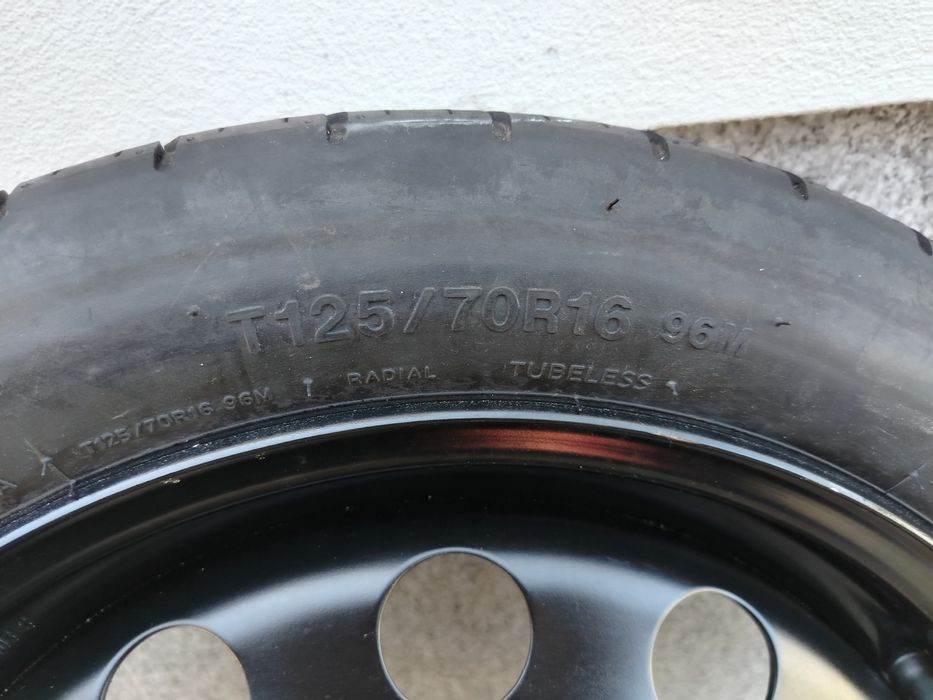 T125/70R16 96M
T125/70R16 96M RADIAL TUBELESS